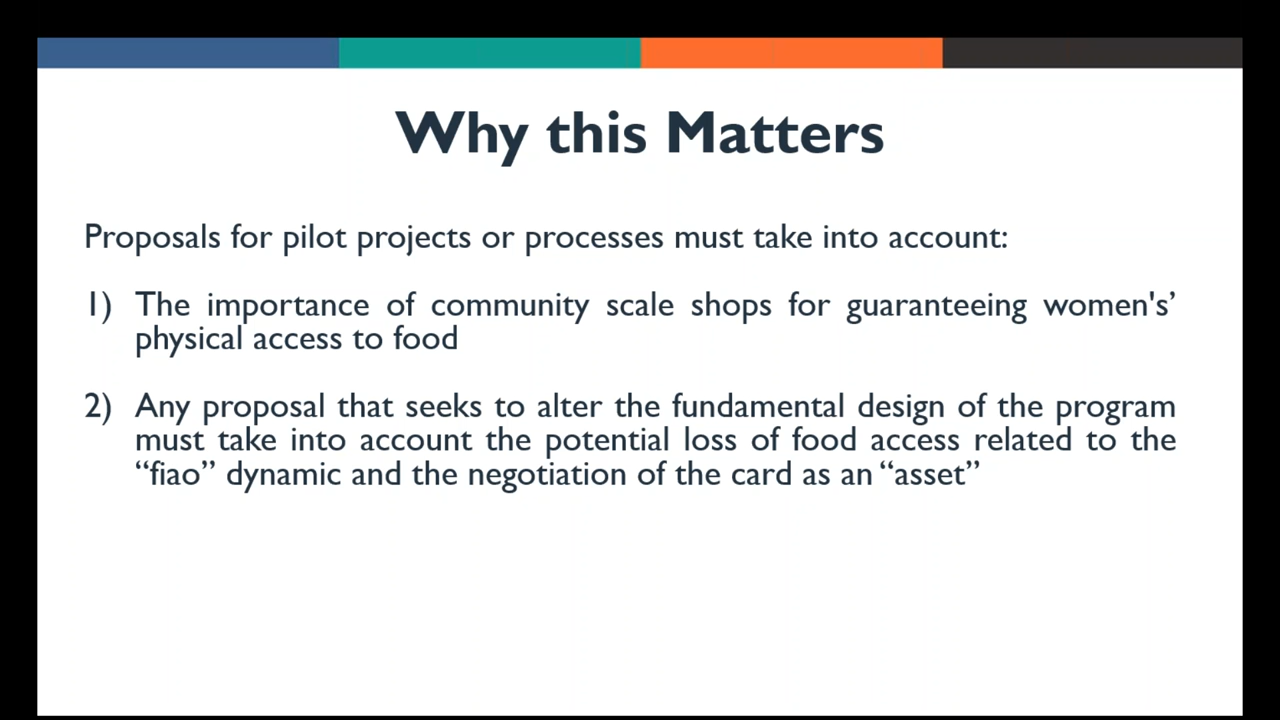 Why this Matters
Proposals for pilot projects or processes must take into account:
1) The importance of community scale shops for guaranteeing women's’
physical access to food
2) Any proposal that seeks to alter the fundamental design of the program
must take into account the potential loss of food access related to the
“fiao” dynamic and the negotiation of the card as an “asset”